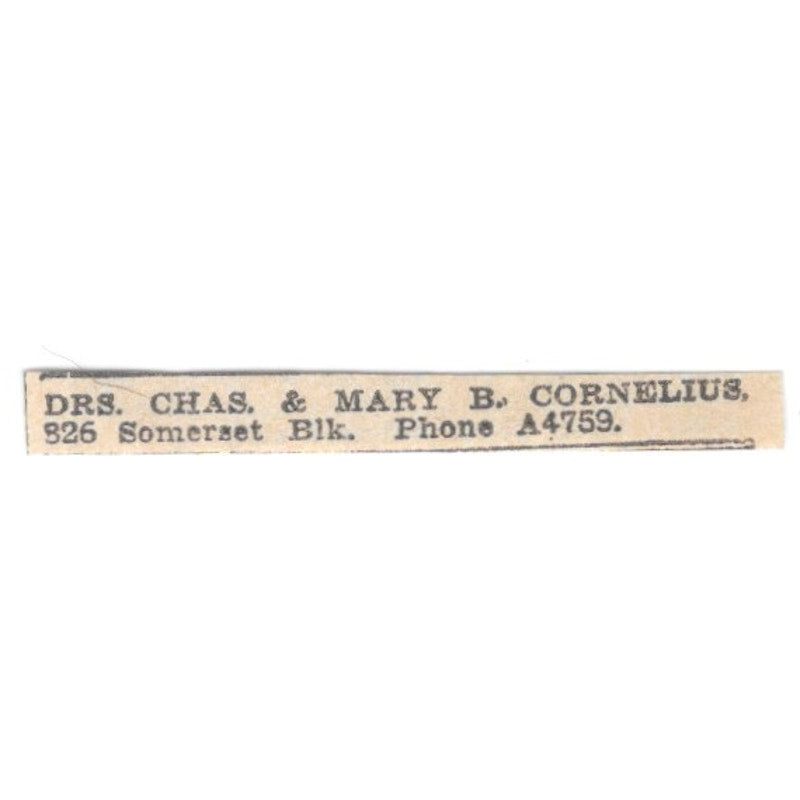 DRS. CHAS. & MARY B. CORNELIUS,
826 Somerset Blk. Phone A4759.